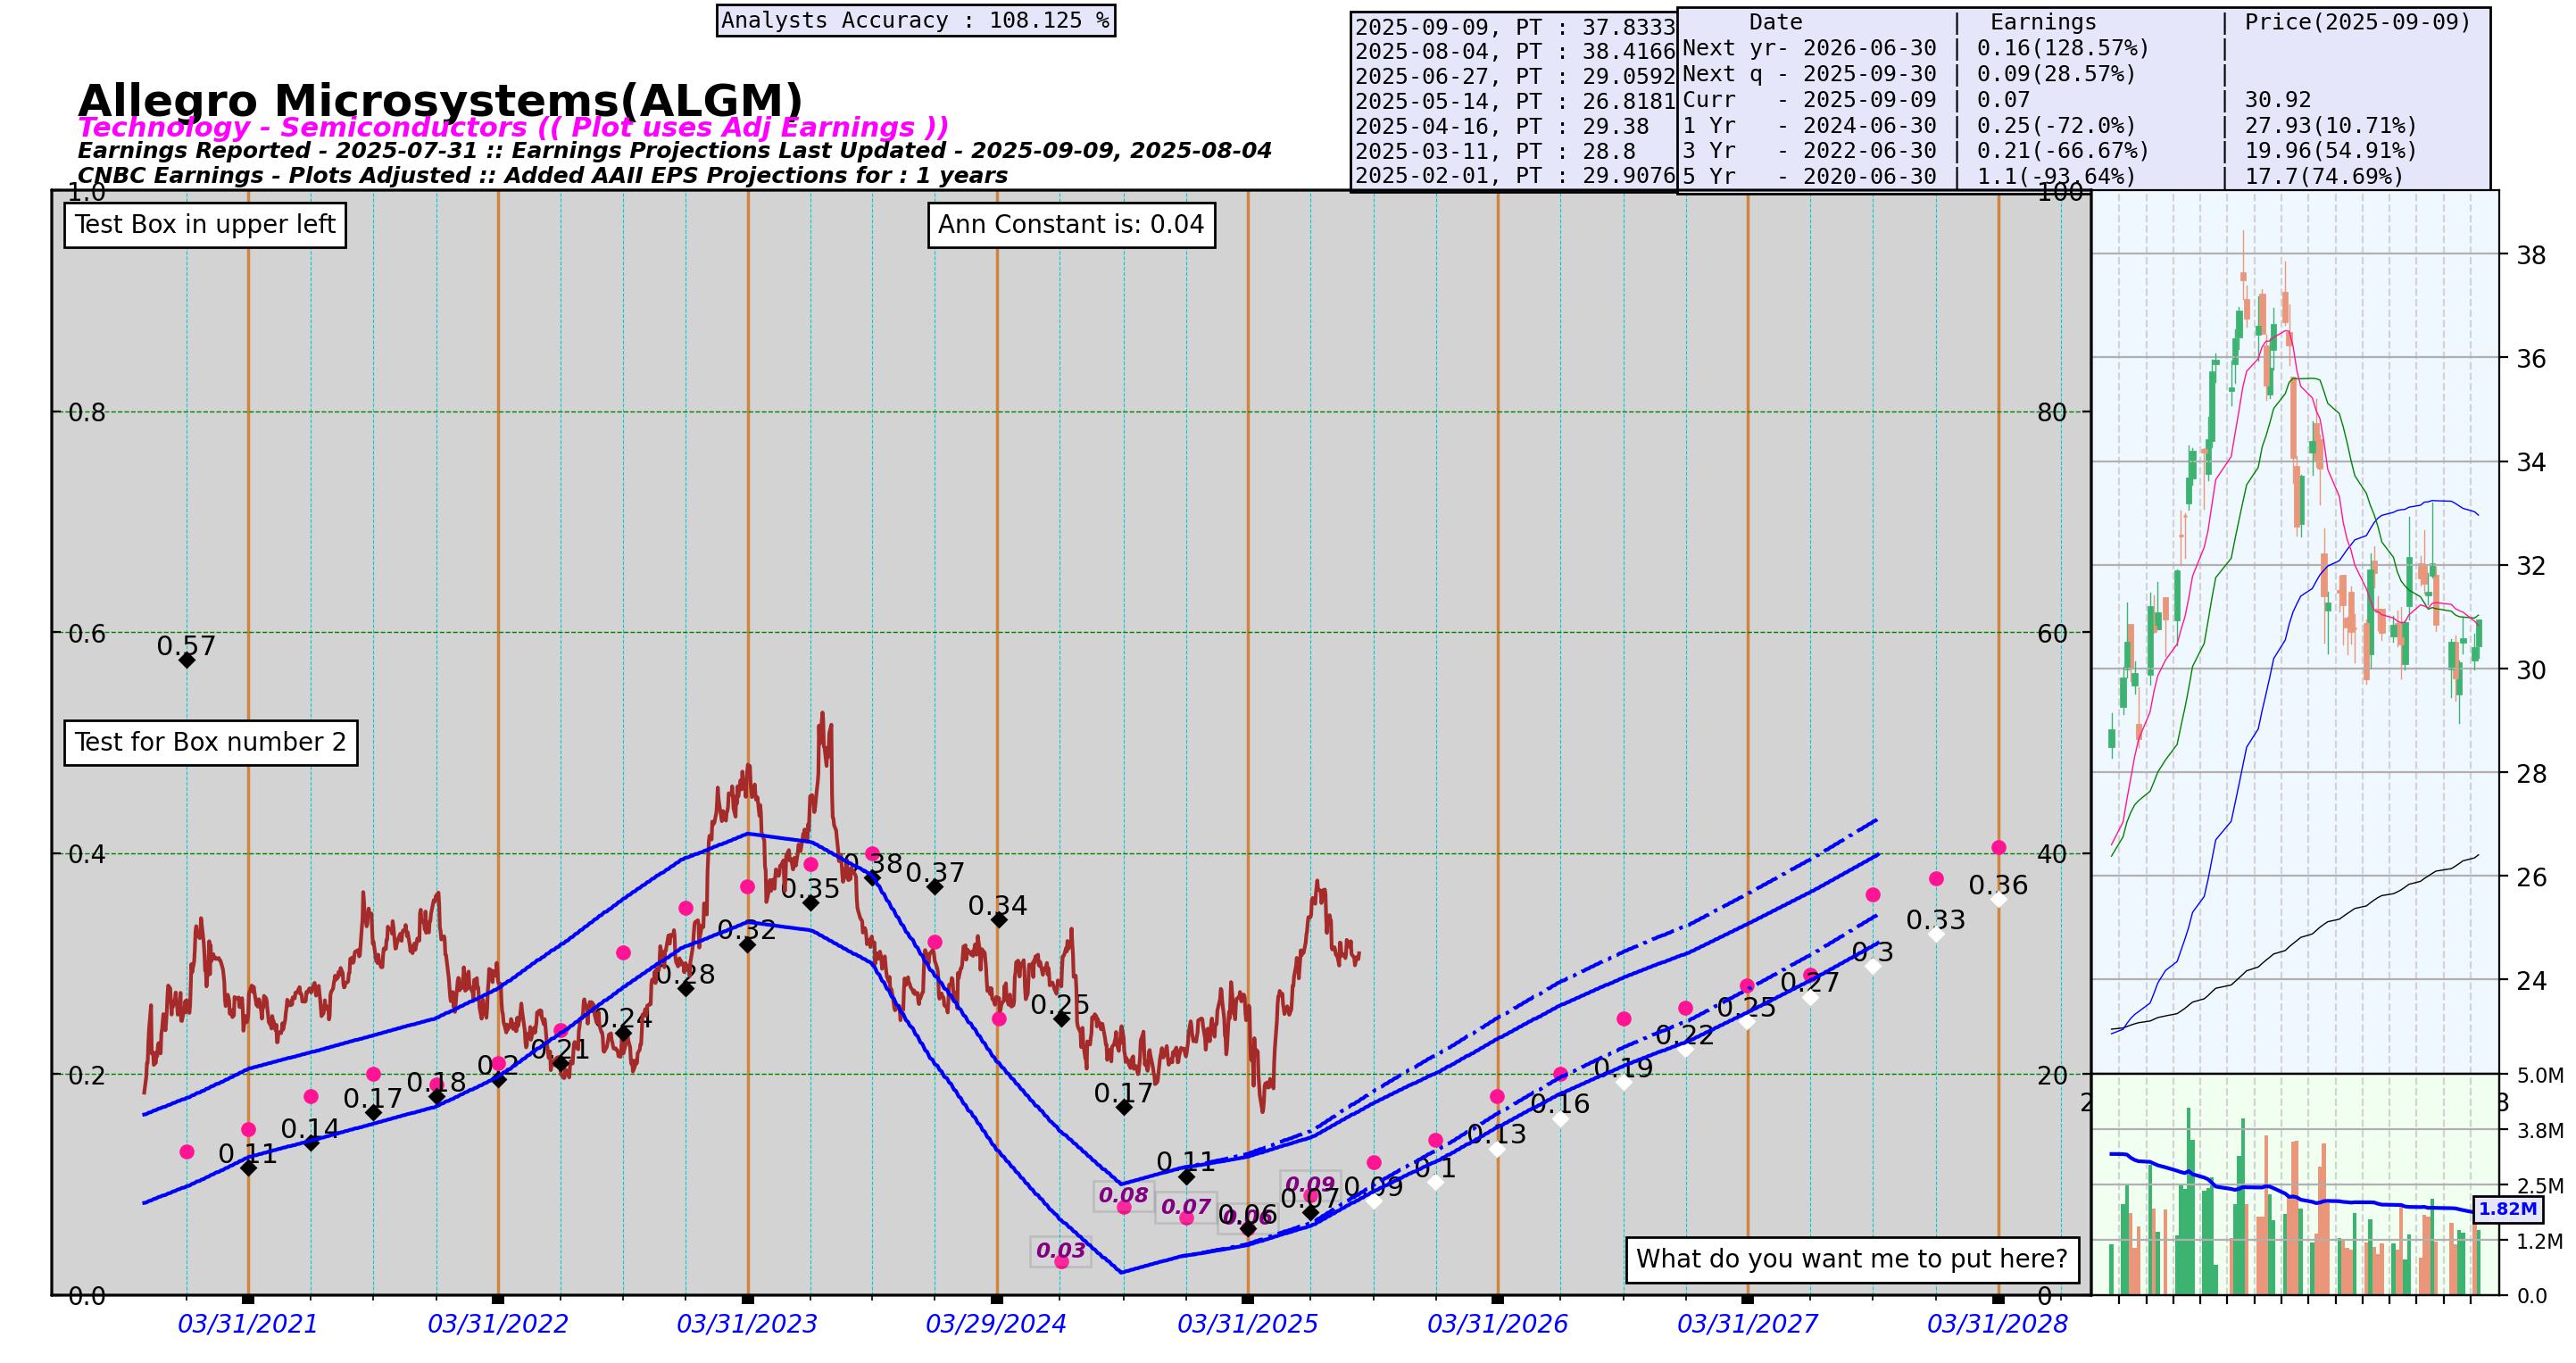 Analysts Accuracy : 108.125 %
Allegro Microsystems(ALGM)
Technology - Semiconductors (( Plot uses Adj Earnings ))
Earnings Reported - 2025-07-31 :: Earnings Projections Last Updated - 2025-09-09, 2025-08-04
CNBC Earnings - Plots Adjusted :: Added AAII EPS Projections for : 1 years
2025-09-09, PT : 37.8333
2025-08-04, PT : 38.4166
2025-06-27, PT : 29.0592
2025-05-14, PT : 26.8181
2025-04-16, PT : 29.38
2025-03-11, PT : 28.8
2025-02-01, PT : 29.9076
Date | Earnings | Price(2025-09-09)
Next yr- 2026-06-30 | 0.16(128.57%) |
Next q - 2025-09-30 | 0.09(28.57%) |
Curr - 2025-09-09 | 0.07 | 30.92
1 Yr - 2024-06-30 | 0.25(-72.0%) | 27.93(10.71%)
3 Yr - 2022-06-30 | 0.21(-66.67%) | 19.96(54.91%)
5 Yr - 2020-06-30 | 1.1(-93.64%) | 17.7(74.69%)
Test Box in upper left
Ann Constant is: 0.04
Test for Box number 2
What do you want me to put here?
1.0
0.8
0.6
0.4
0.2
0.0
100
80
60
40
20
0
0.57
0.11
0.14
0.17
0.18
0.2
0.21
0.24
0.28
0.32
0.35
0.38
0.37
0.34
0.25
0.17
0.11
0.06
0.07
0.09
0.1
0.13
0.16
0.19
0.22
0.25
0.27
0.3
0.33
0.36
0.03
0.08
0.07
0.06
0.09
03/31/2021
03/31/2022
03/31/2023
03/29/2024
03/31/2025
03/31/2026
03/31/2027
03/31/2028
38
36
34
32
30
28
26
24
5.0M
3.8M
2.5M
1.82M
1.2M
0.0